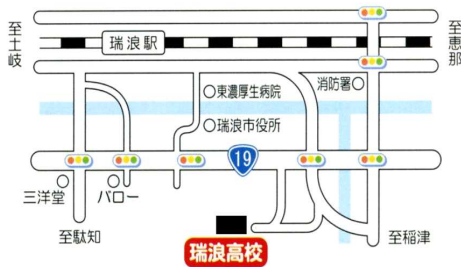 至土岐
瑞浪駅
至恵那
東濃厚生病院
消防署
瑞浪市役所
19
三洋堂
バロー
至駄知
瑞浪高校
至稲津